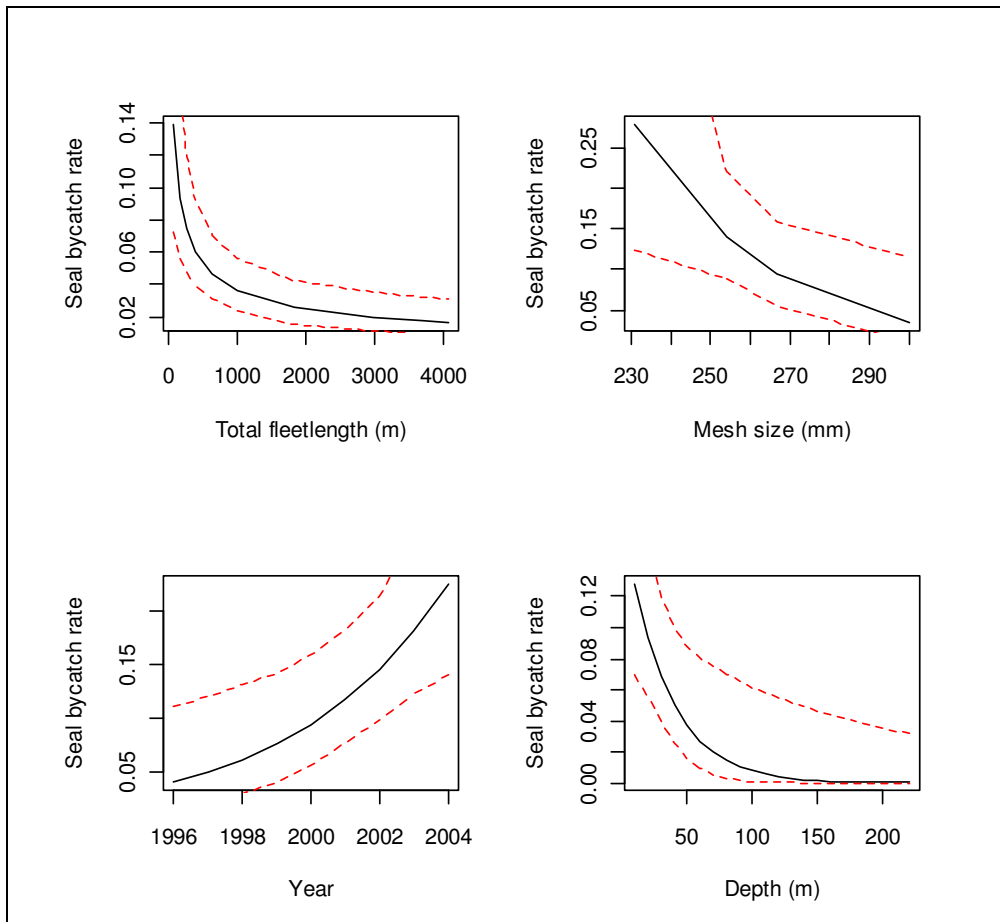 Seal bycatch rate
0.02 0.06 0.10 0.14
0 1000 2000 3000 4000
Total fleetlength (m)
Seal bycatch rate
0.05 0.15 0.25
230 250 270 290
Mesh size (mm)
Seal bycatch rate
0.05 0.15
1996 1998 2000 2002 2004
Year
Seal bycatch rate
0.00 0.04 0.08 0.12
50 100 150 200
Depth (m)